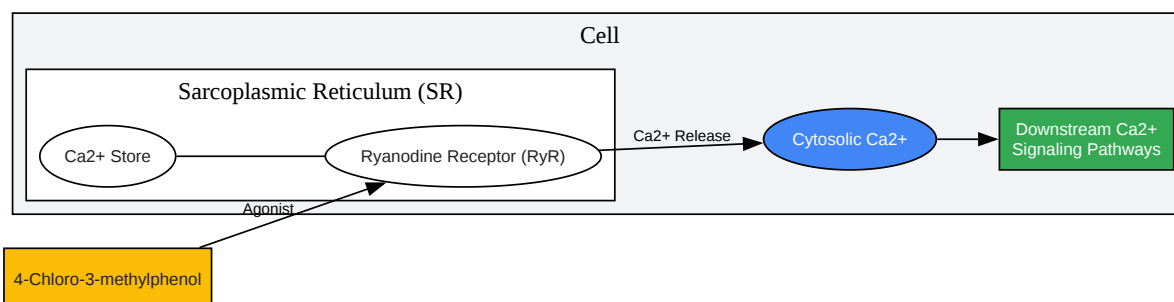 Cell
Sarcoplasmic Reticulum (SR)
Ca2+ Store
Ryanodine Receptor (RyR)
Ca2+ Release
Cytosolic Ca2+
Downstream Ca2+
Signaling Pathways
Agonist
4-Chloro-3-methylphenol